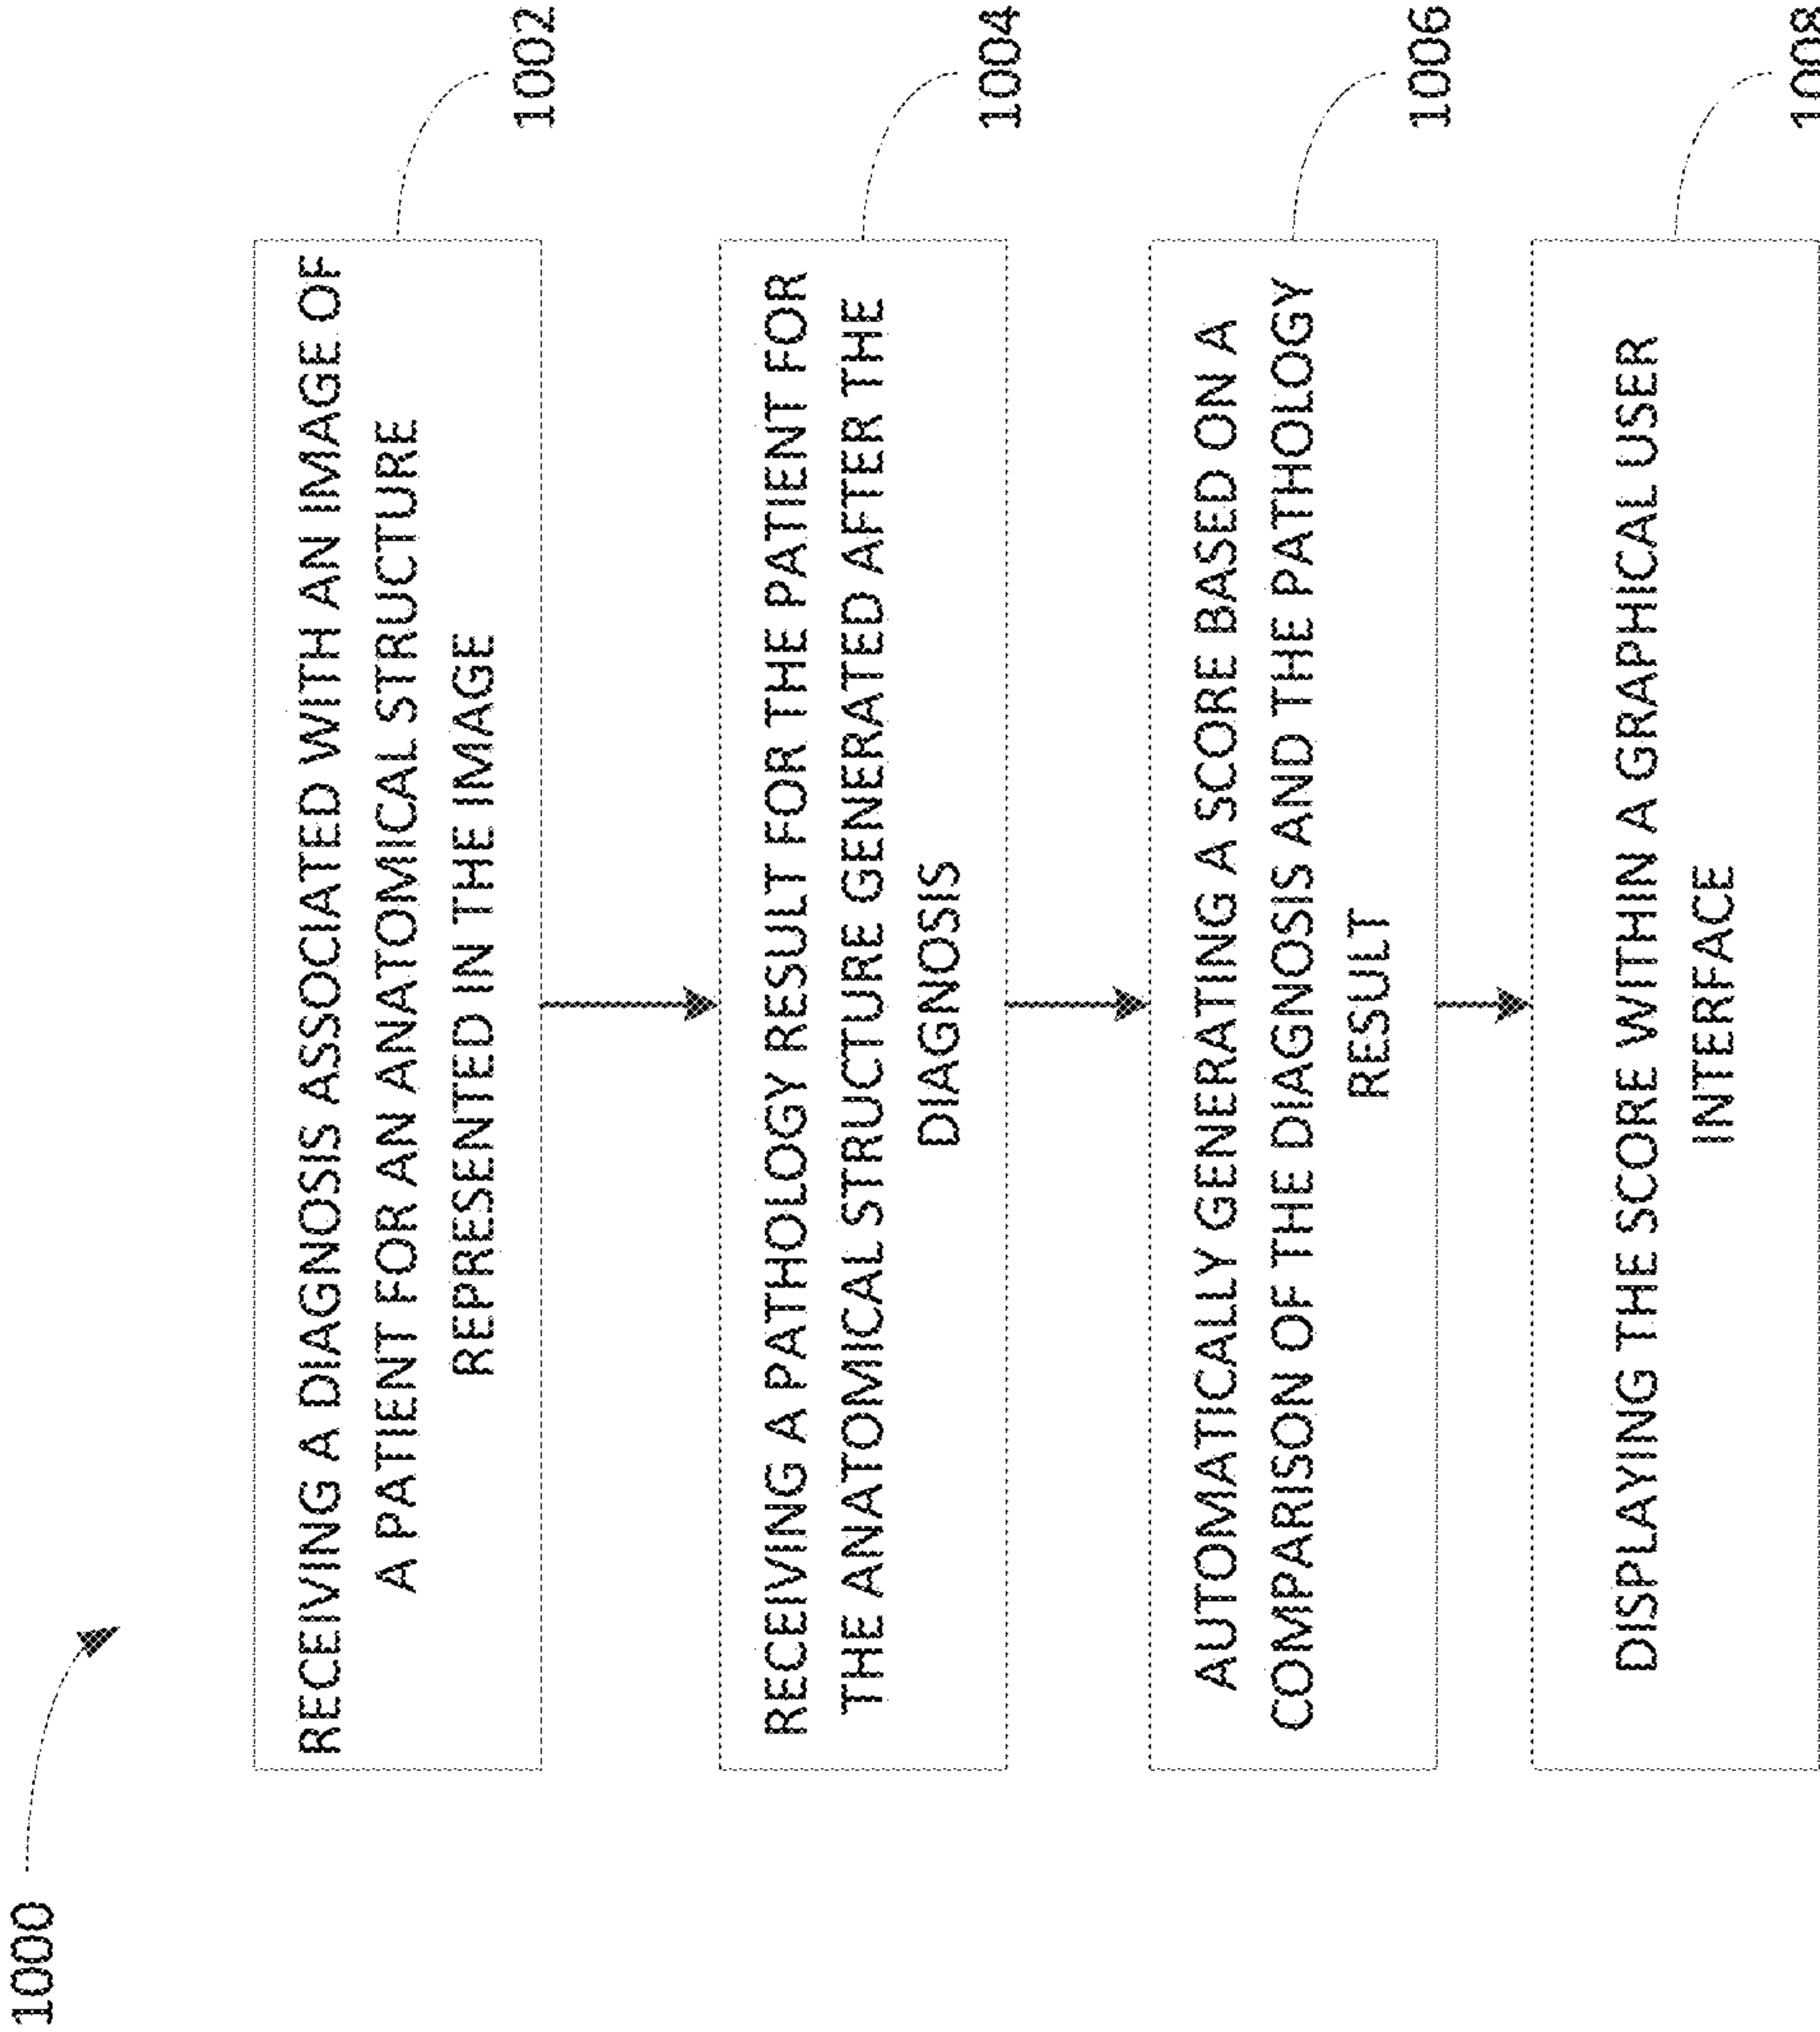 1000
RECEIVING A DIAGNOSIS ASSOCIATED WITH AN IMAGE OF
A PATIENT FOR AN ANATOMICAL STRUCTURE
REPRESENTED IN THE IMAGE
1002
RECEIVING A PATHOLOGY RESULT FOR THE PATIENT FOR
THE ANATOMICAL STRUCTURE GENERATED AFTER THE
DIAGNOSIS
1004
AUTOMATICALLY GENERATING A SCORE BASED ON A
COMPARISON OF THE DIAGNOSIS AND THE PATHOLOGY
RESULT
1006
DISPLAYING THE SCORE WITHIN A GRAPHICAL USER
INTERFACE
1008